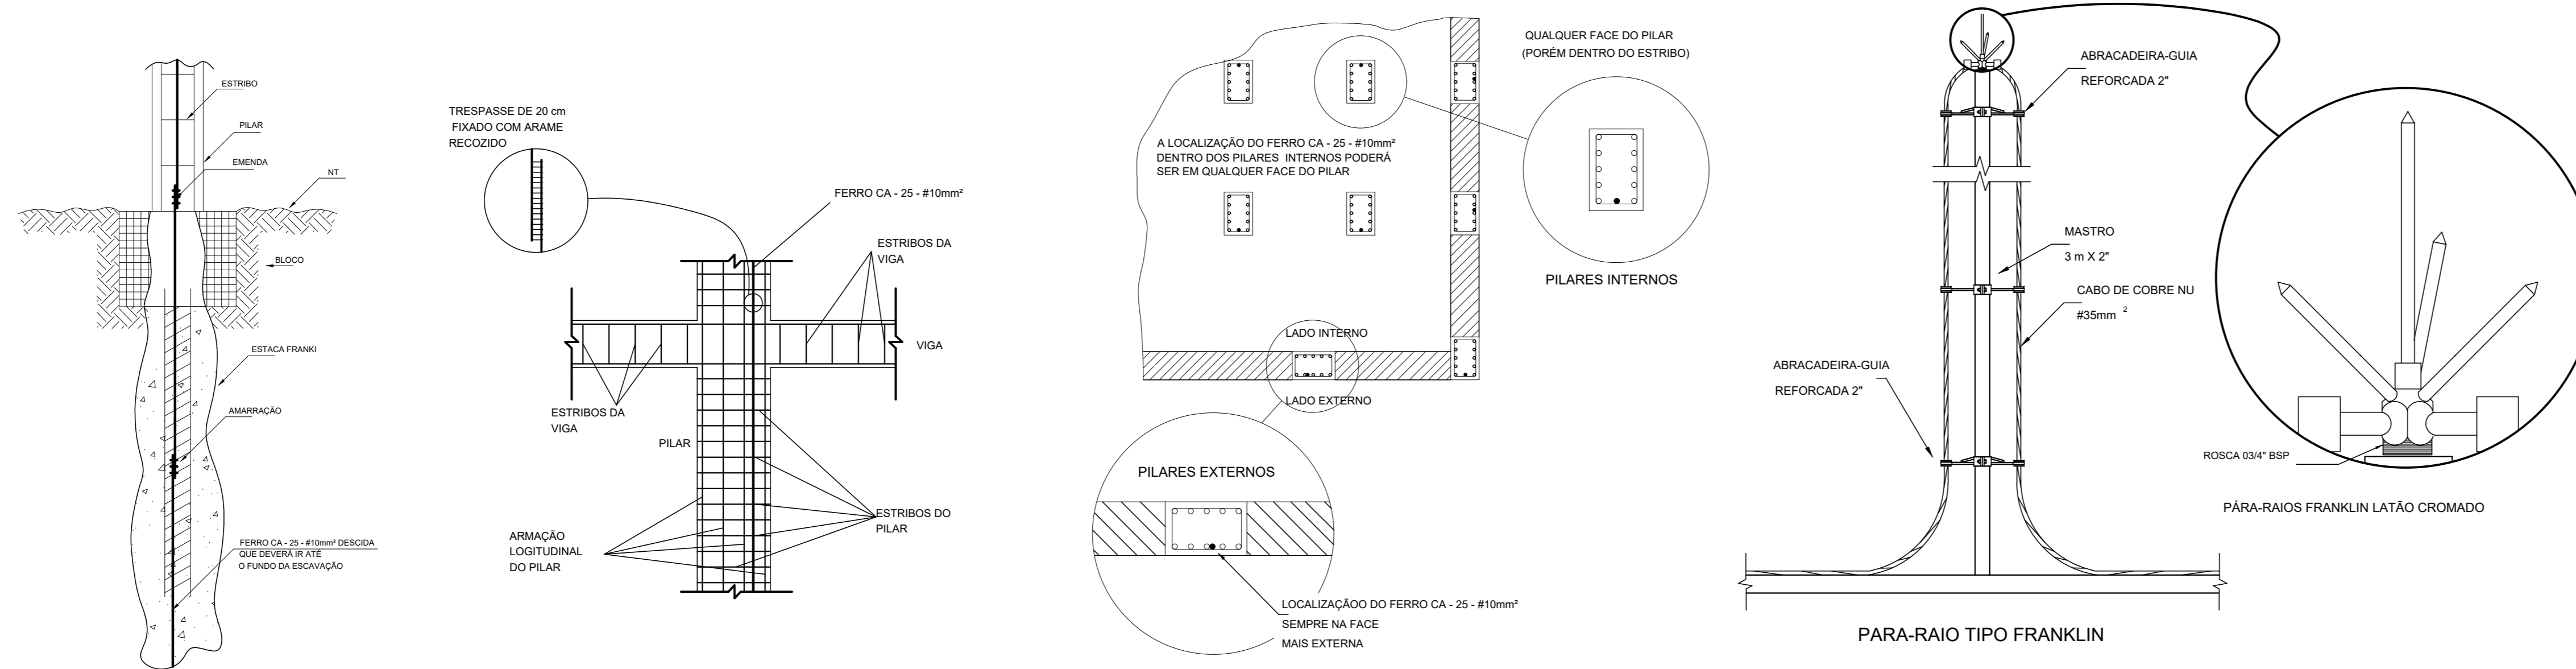 ESTRIBO
PILAR
EMENDA
NT
BLOCO
ESTACA FRANKI
AMARRAÇÃO
FERRO CA - 25 - #10mm² DESCIDA
QUE DEVERÁ IR ATÉ
O FUNDO DA ESCAVAÇÃO
TRESPASSE DE 20 cm
FIXADO COM ARAME
RECOZIDO
FERRO CA - 25 - #10mm²
ESTRIBOS DA
VIGA
VIGA
ESTRIBOS DA
VIGA
PILAR
ESTRIBOS DO
PILAR
ARMAÇÃO
LOGITUDINAL
DO PILAR
QUALQUER FACE DO PILAR
(PORÉM DENTRO DO ESTRIBO)
A LOCALIZAÇÃO DO FERRO CA - 25 - #10mm²
DENTRO DOS PILARES INTERNOS PODERÁ
SER EM QUALQUER FACE DO PILAR
PILARES INTERNOS
LADO INTERNO
LADO EXTERNO
PILARES EXTERNOS
LOCALIZAÇÃOO DO FERRO CA - 25 - #10mm²
SEMPRE NA FACE
MAIS EXTERNA
ABRACADEIRA-GUIA
REFORCADA 2"
MASTRO
3 m X 2"
CABO DE COBRE NU
#35mm 2
ABRACADEIRA-GUIA
REFORCADA 2"
ROSCA 03/4" BSP
PÁRA-RAIOS FRANKLIN LATÃO CROMADO
PARA-RAIO TIPO FRANKLIN